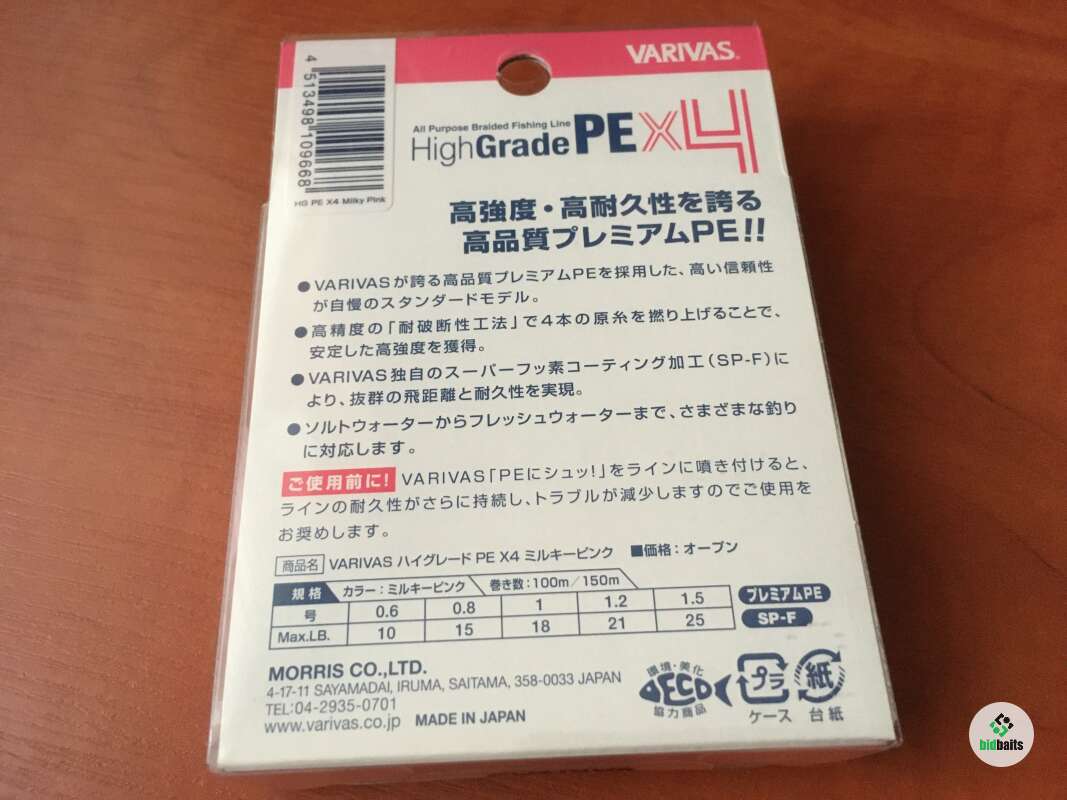 VARIVAS®
4 513498 109668
HG PE X4 Milky Pink
All Purpose Braided Fishing Line
HighGrade PE X4
高強度・高耐久性を誇る
高品質プレミアムPE!!
●VARIVASが誇る高品質プレミアムPEを採用した、高い信頼性
が自慢のスタンダードモデル。
●高精度の「耐破断性工法」で4本の原糸を撚り上げることで、
安定した高強度を獲得。
●VARIVAS独自のスーパーフッ素コーティング加工(SP-F)に
より、抜群の飛距離と耐久性を実現。
●ソルトウォーターからフレッシュウォーターまで、さまざまな釣り
に対応します。
ご使用前に! VARIVAS「PEにシュッ!」をラインに噴き付けると、
ラインの耐久性がさらに持続し、トラブルが減少しますのでご使用を
お奨めします。
商品名 VARIVAS ハイグレード PE X4 ミルキーピンク ■価格：オープン
規格 カラー：ミルキーピンク 巻き数：100m／150m
号 0.6 0.8 1 1.2 1.5
Max.LB. 10 15 18 21 25
プレミアムPE
SP-F
MORRIS CO.,LTD.
4-17-11 SAYAMADAI, IRUMA, SAITAMA, 358-0033 JAPAN
TEL:04-2935-0701
www.varivas.co.jp MADE IN JAPAN
環境・美化
DECO
協力商品
プラ
ケース
紙
台紙
bidbaits